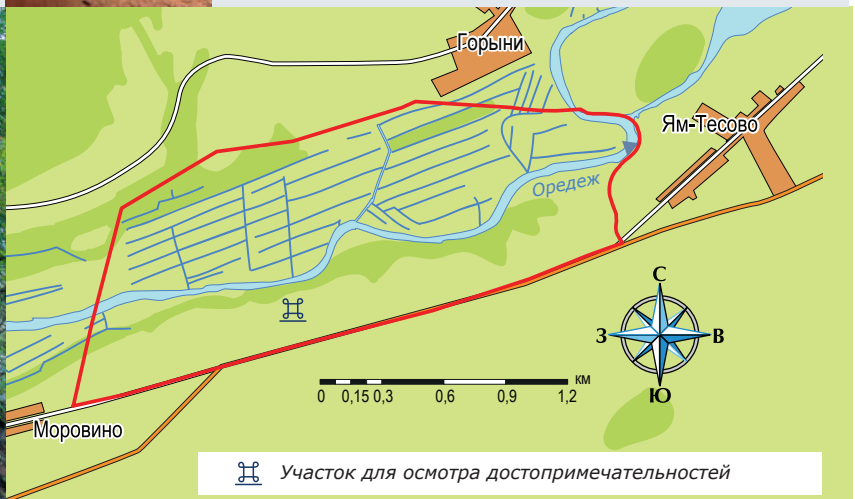 Горыни
Ям-Тесово
Оредеж
С
З
В
Ю
км
0 0,15 0,3 0,6 0,9 1,2
Моровино
Участок для осмотра достопримечательностей